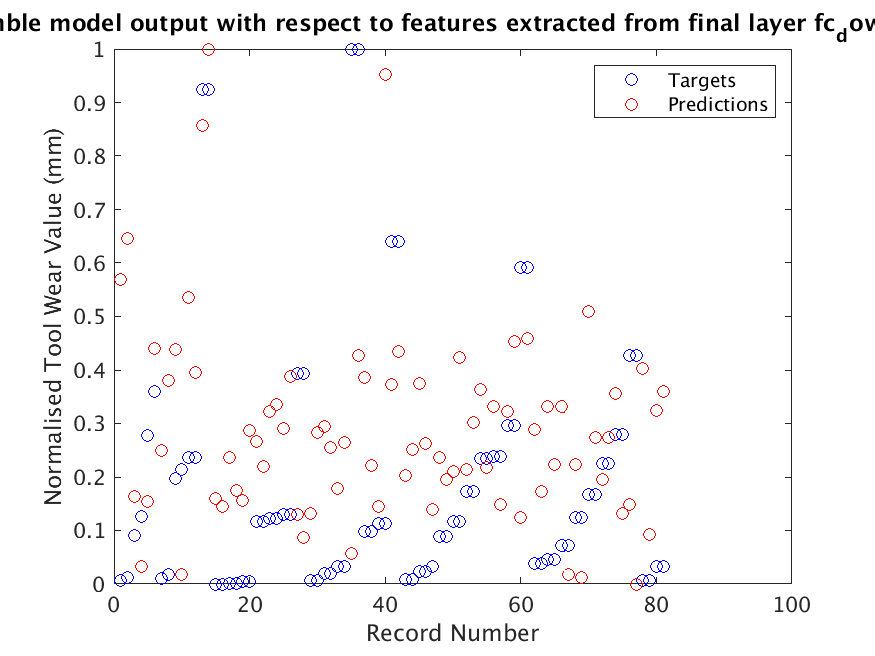 model output with respect to features extracted from final layer
Targets
Predictions
Normalised Tool Wear Value (mm)
1
0.9
0.8
0.7
0.6
0.5
0.4
0.3
0.2
0.1
0
0 20 40 60 80 100
Record Number